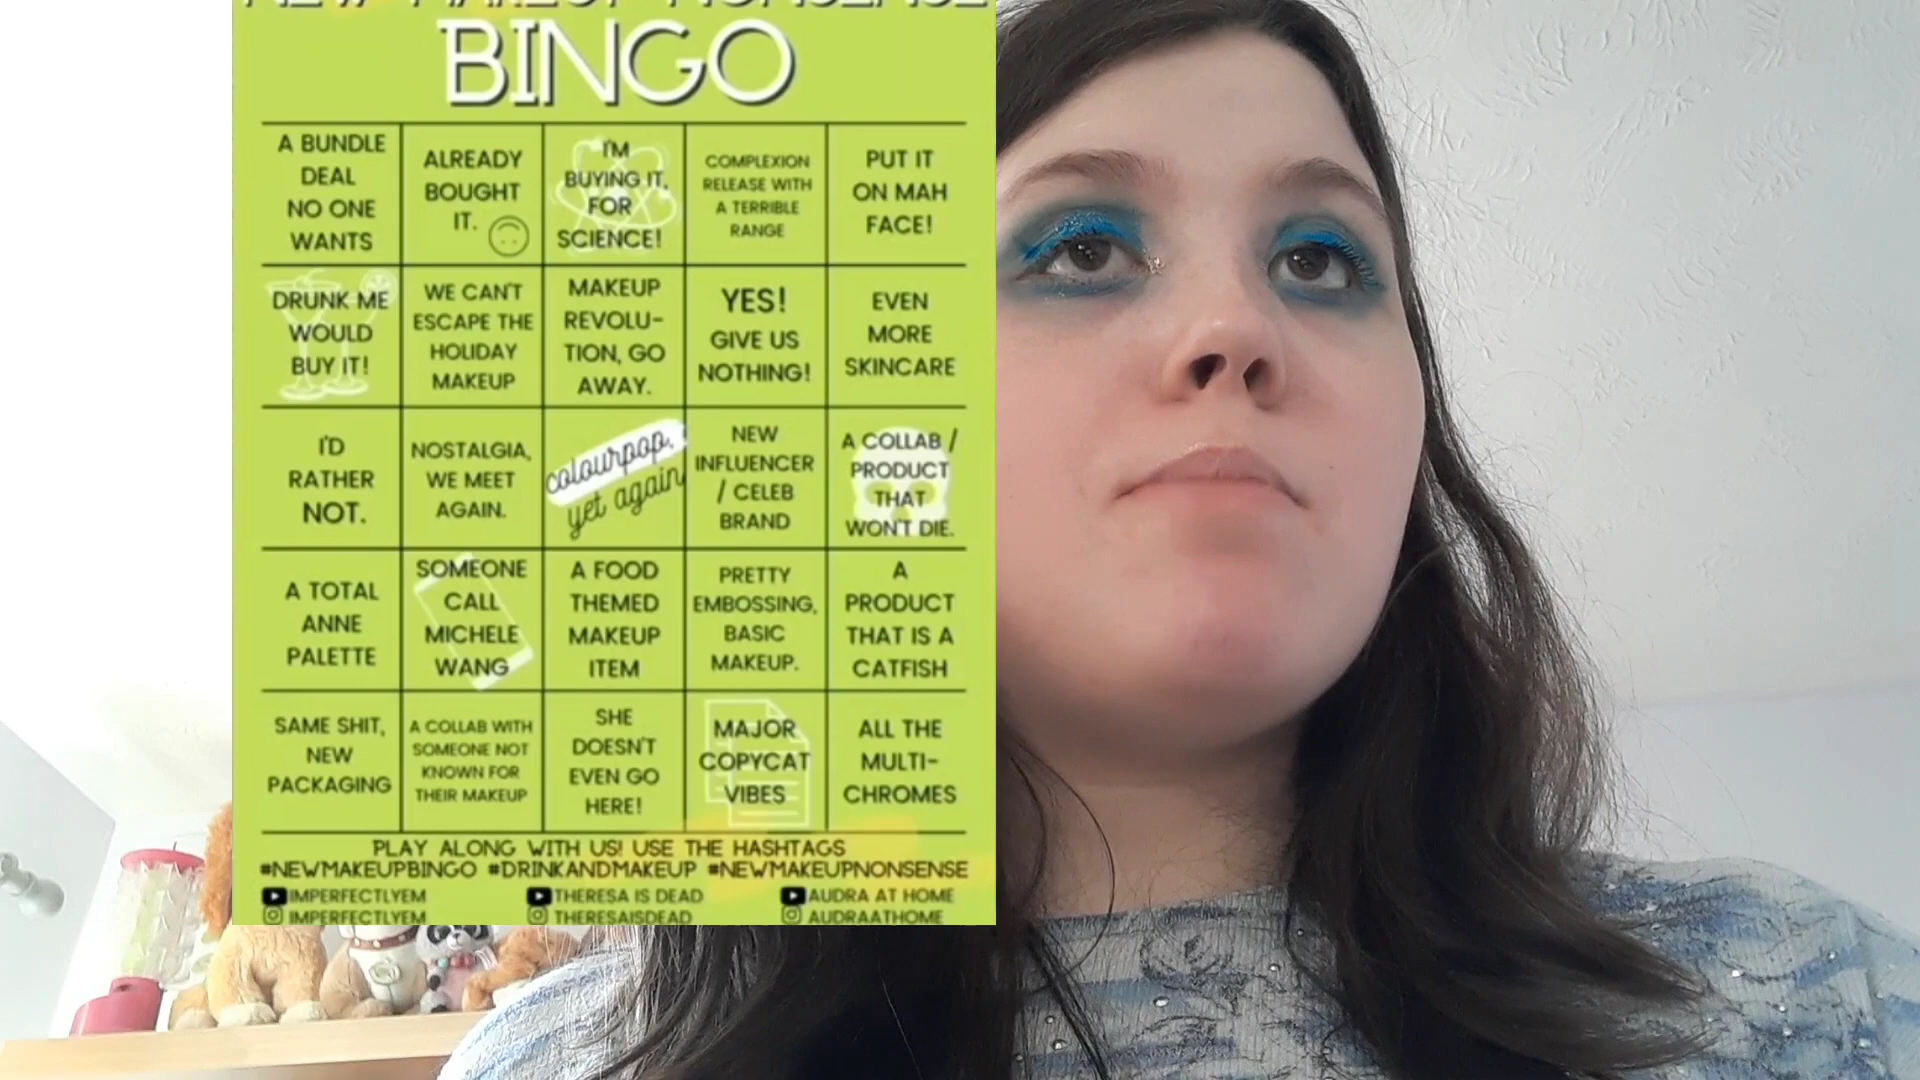 NEW MAKEUP NONSENSE
BINGO
A BUNDLE
DEAL
NO ONE
WANTS
ALREADY
BOUGHT
IT.
I'M
BUYING IT,
FOR
SCIENCE!
COMPLEXION
RELEASE WITH
A TERRIBLE
RANGE
PUT IT
ON MAH
FACE!
DRUNK ME
WOULD
BUY IT!
WE CAN'T
ESCAPE THE
HOLIDAY
MAKEUP
MAKEUP
REVOLU-
TION, GO
AWAY.
YES!
GIVE US
NOTHING!
EVEN
MORE
SKINCARE
I'D
RATHER
NOT.
NOSTALGIA,
WE MEET
AGAIN.
colourpop,
yet again
NEW
INFLUENCER
/ CELEB
BRAND
A COLLAB /
PRODUCT
THAT
WON'T DIE.
A TOTAL
ANNE
PALETTE
SOMEONE
CALL
MICHELE
WANG
A FOOD
THEMED
MAKEUP
ITEM
PRETTY
EMBOSSING,
BASIC
MAKEUP.
A
PRODUCT
THAT IS A
CATFISH
SAME SHIT,
NEW
PACKAGING
A COLLAB WITH
SOMEONE NOT
KNOWN FOR
THEIR MAKEUP
SHE
DOESN'T
EVEN GO
HERE!
MAJOR
COPYCAT
VIBES
ALL THE
MULTI-
CHROMES
PLAY ALONG WITH US! USE THE HASHTAGS
#NEWMAKEUPBINGO #DRINKANDMAKEUP #NEWMAKEUPNONSENSE
IMPERFECTLYEM THERESA IS DEAD AUDRA AT HOME
IMPERFECTLYEM THERESAISDEAD AUDRAATHOME